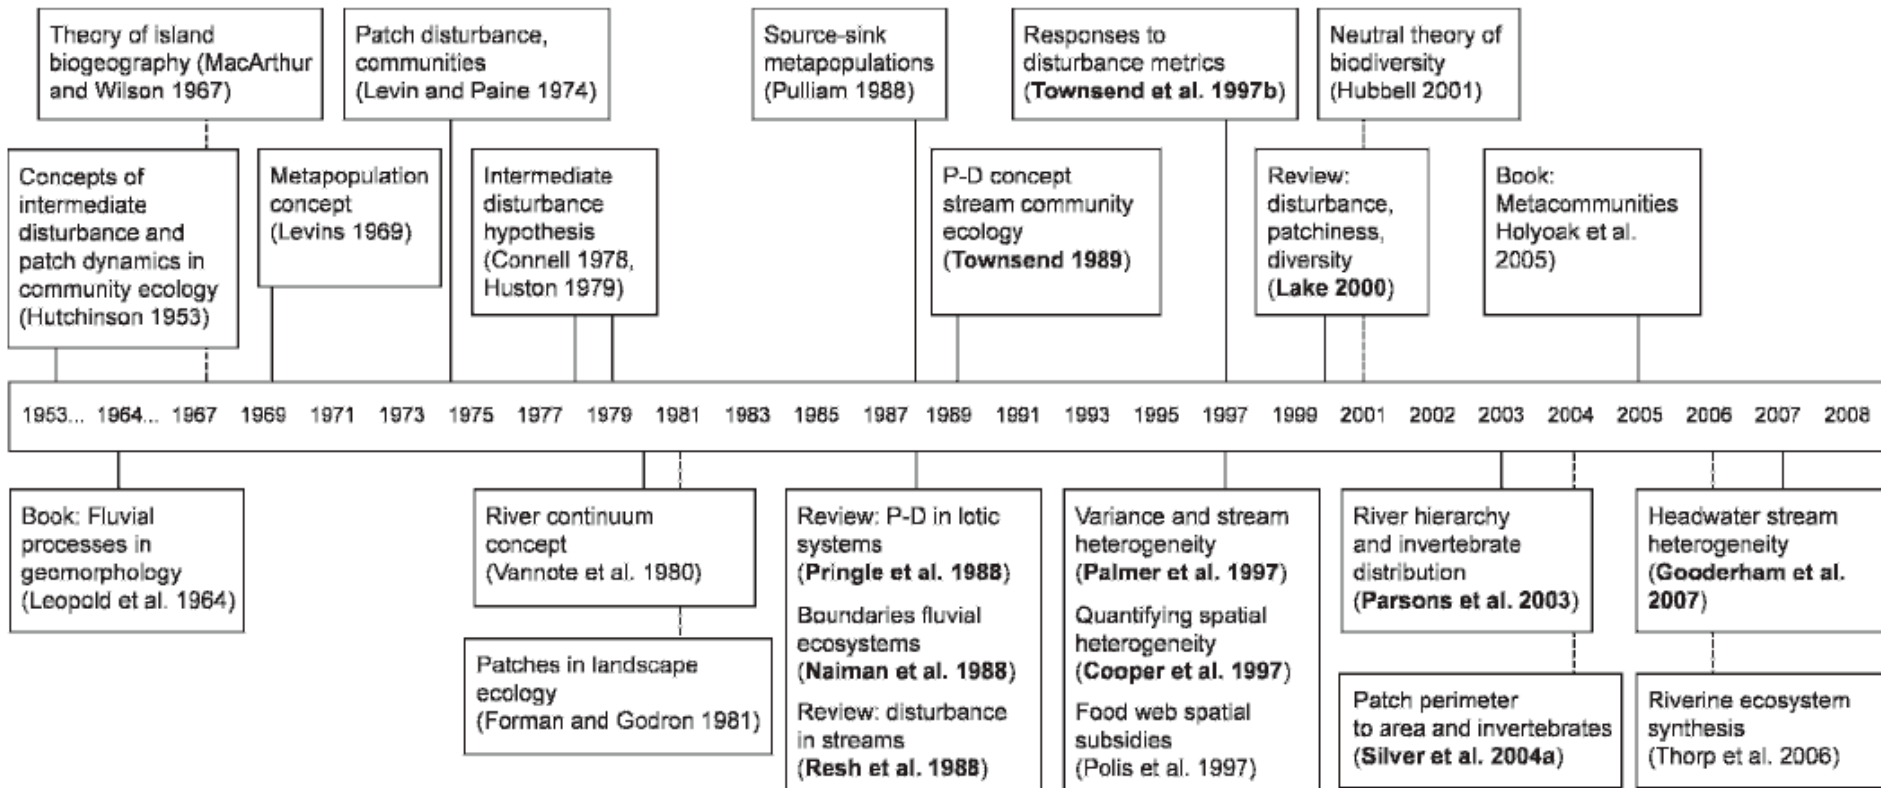 Theory of island
biogeography (MacArthur
and Wilson 1967)
Patch disturbance,
communities
(Levin and Paine 1974)
Source-sink
metapopulations
(Pulliam 1988)
Responses to
disturbance metrics
(Townsend et al. 1997b)
Neutral theory of
biodiversity
(Hubbell 2001)
Concepts of
intermediate
disturbance and
patch dynamics in
community ecology
(Hutchinson 1953)
Metapopulation
concept
(Levins 1969)
Intermediate
disturbance
hypothesis
(Connell 1978,
Huston 1979)
P-D concept
stream community
ecology
(Townsend 1989)
Review:
disturbance,
patchiness,
diversity
(Lake 2000)
Book:
Metacommunities
Holyoak et al.
2005)
1953... 1964... 1967 1969 1971 1973 1975 1977 1979 1981 1983 1985 1987 1989 1991 1993 1995 1997 1999 2001 2002 2003 2004 2005 2006 2007 2008
Book: Fluvial
processes in
geomorphology
(Leopold et al. 1964)
River continuum
concept
(Vannote et al. 1980)
Patches in landscape
ecology
(Forman and Godron 1981)
Review: P-D in lotic
systems
(Pringle et al. 1988)
Boundaries fluvial
ecosystems
(Naiman et al. 1988)
Review: disturbance
in streams
(Resh et al. 1988)
Variance and stream
heterogeneity
(Palmer et al. 1997)
Quantifying spatial
heterogeneity
(Cooper et al. 1997)
Food web spatial
subsidies
(Polis et al. 1997)
River hierarchy
and invertebrate
distribution
(Parsons et al. 2003)
Patch perimeter
to area and invertebrates
(Silver et al. 2004a)
Headwater stream
heterogeneity
(Gooderham et al.
2007)
Riverine ecosystem
synthesis
(Thorp et al. 2006)